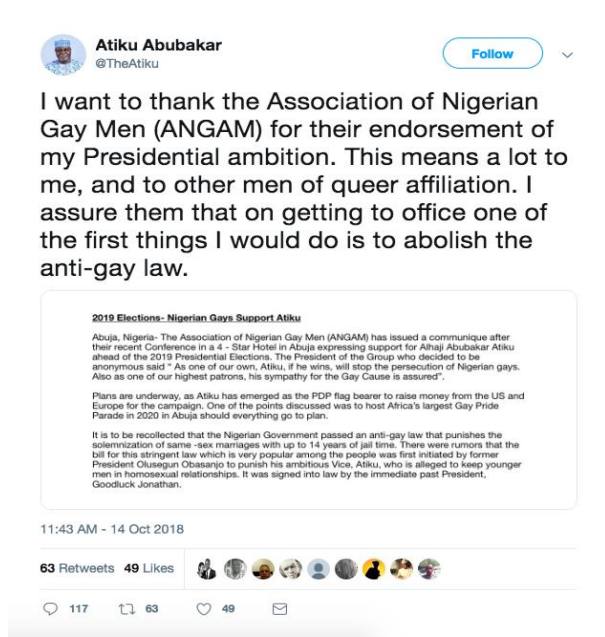 Atiku Abubakar
@TheAtiku
Follow
I want to thank the Association of Nigerian
Gay Men (ANGAM) for their endorsement of
my Presidential ambition. This means a lot to
me, and to other men of queer affiliation. I
assure them that on getting to office one of
the first things I would do is to abolish the
anti-gay law.
2019 Elections- Nigerian Gays Support Atiku
Abuja, Nigeria- The Association of Nigerian Gay Men (ANGAM) has issued a communique after
their recent Conference in a 4 - Star Hotel in Abuja expressing support for Alhaji Abubakar Atiku
ahead of the 2019 Presidential Elections. The President of the Group who decided to be
anonymous said " As one of our own, Atiku, if he wins, will stop the persecution of Nigerian gays.
Also as one of our highest patrons, his sympathy for the Gay Cause is assured".
Plans are underway, as Atiku has emerged as the PDP flag bearer to raise money from the US and
Europe for the campaign. One of the points discussed was to host Africa's largest Gay Pride
Parade in 2020 in Abuja should everything go to plan.
It is to be recollected that the Nigerian Government passed an anti-gay law that punishes the
solemnization of same -sex marriages with up to 14 years of jail time. There were rumors that the
bill for this stringent law which is very popular among the people was first initiated by former
President Olusegun Obasanjo to punish his ambitious Vice, Atiku, who is alleged to keep younger
men in homosexual relationships. It was signed into law by the immediate past President,
Goodluck Jonathan.
11:43 AM - 14 Oct 2018
63 Retweets 49 Likes
117 63 49